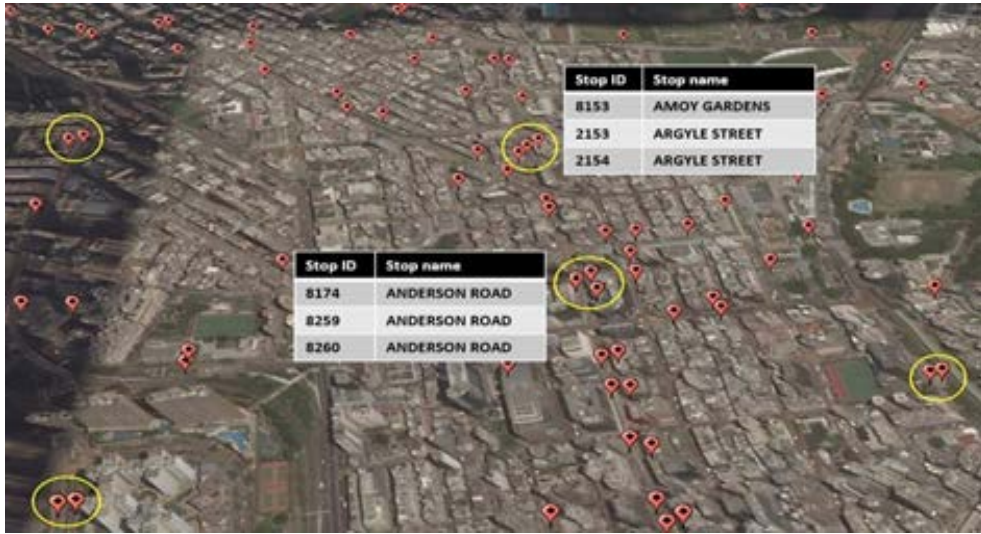 Stop ID Stop name
8153 AMOY GARDENS
2153 ARGYLE STREET
2154 ARGYLE STREET
Stop ID Stop name
8174 ANDERSON ROAD
8259 ANDERSON ROAD
8260 ANDERSON ROAD